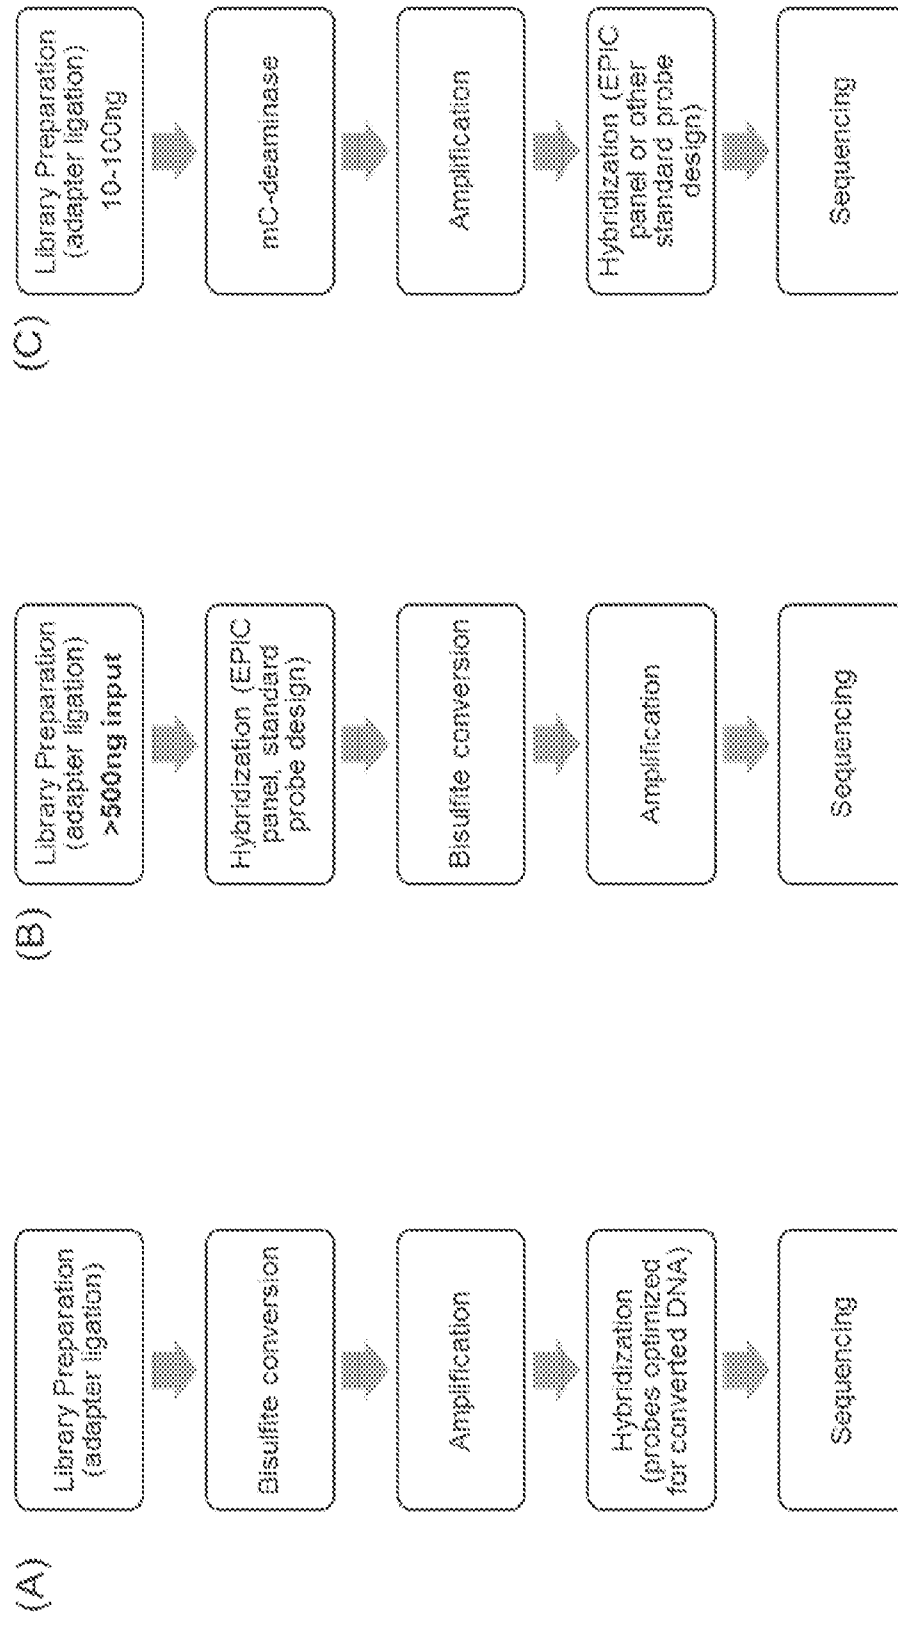 (A)
Library Preparation
(adapter ligation)
Bisulfite conversion
Amplification
Hybridization
(probes optimized
for converted DNA)
Sequencing
(B)
Library Preparation
(adapter ligation)
>500ng input
Hybridization (EPIC
panel, standard
probe design)
Bisulfite conversion
Amplification
Sequencing
(C)
Library Preparation
(adapter ligation)
10-100ng
mC-deaminase
Amplification
Hybridization (EPIC
panel or other
standard probe
design)
Sequencing